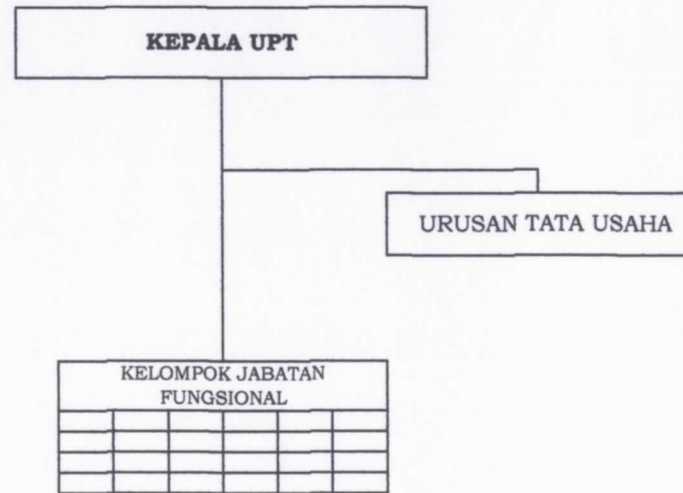 KEPALA UPT
URUSAN TATA USAHA
KELOMPOK JABATAN
FUNGSIONAL